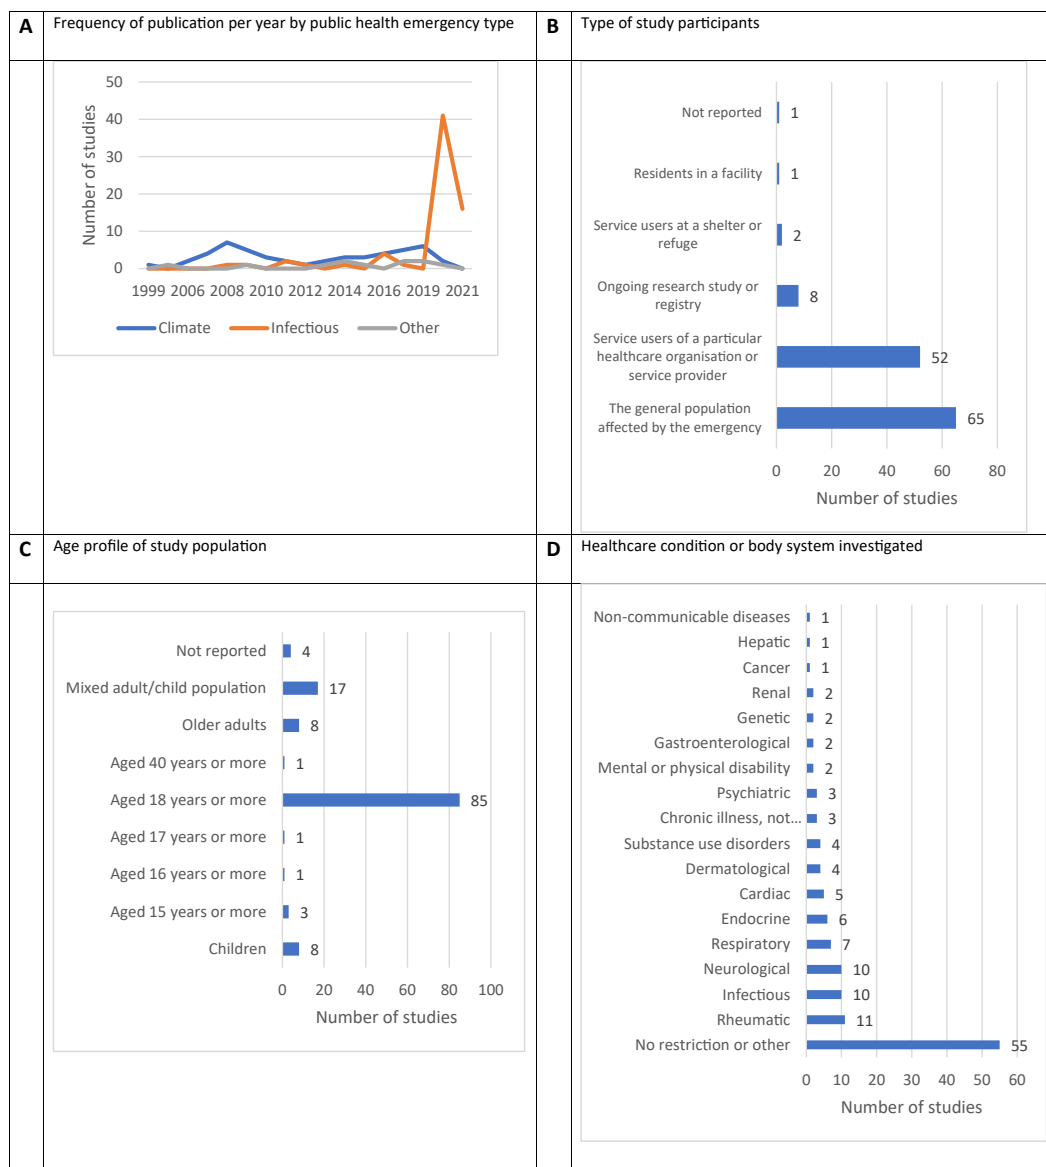 A
Frequency of publication per year by public health emergency type
50
40
30
20
10
0
Number of studies
1999 2006 2008 2010 2012 2014 2016 2019 2021
Climate Infectious Other
B
Type of study participants
Not reported 1
Residents in a facility 1
Service users at a shelter or
refuge 2
Ongoing research study or
registry 8
Service users of a particular
healthcare organisation or
service provider 52
The general population
affected by the emergency 65
0 20 40 60 80
Number of studies
C
Age profile of study population
Not reported 4
Mixed adult/child population 17
Older adults 8
Aged 40 years or more 1
Aged 18 years or more 85
Aged 17 years or more 1
Aged 16 years or more 1
Aged 15 years or more 3
Children 8
0 20 40 60 80 100
Number of studies
D
Healthcare condition or body system investigated
Non-communicable diseases 1
Hepatic 1
Cancer 1
Renal 2
Genetic 2
Gastroenterological 2
Mental or physical disability 2
Psychiatric 3
Chronic illness, not… 3
Substance use disorders 4
Dermatological 4
Cardiac 5
Endocrine 6
Respiratory 7
Neurological 10
Infectious 10
Rheumatic 11
No restriction or other 55
0 10 20 30 40 50 60
Number of studies